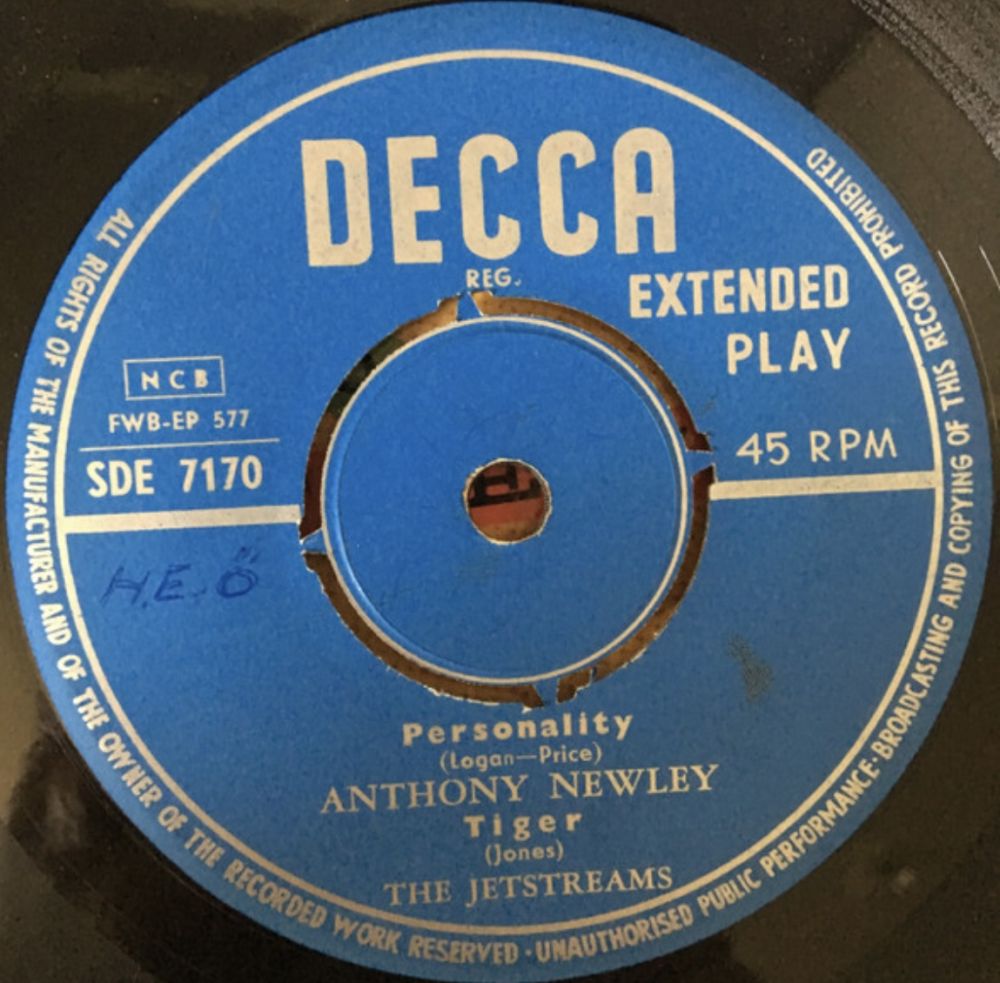 DECCA
REG.
EXTENDED
PLAY
NCB
FWB-EP 577
SDE 7170
45 RPM
H.E.Ö
Personality
(Logan—Price)
ANTHONY NEWLEY
Tiger
(Jones)
THE JETSTREAMS
ALL RIGHTS OF THE MANUFACTURER AND OF THE OWNER OF THE RECORDED WORK RESERVED · UNAUTHORISED PUBLIC PERFORMANCE · BROADCASTING AND COPYING OF THIS RECORD PROHIBITED